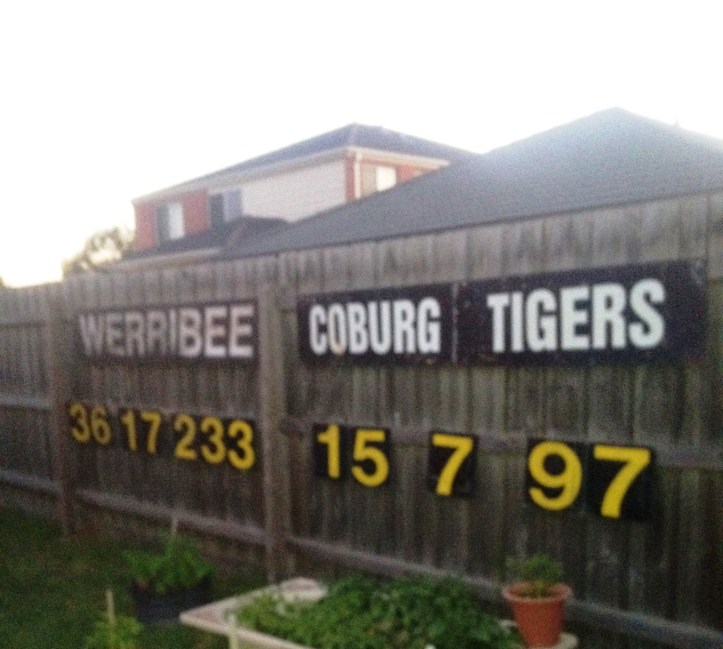 WERRIBEE COBURG TIGERS
36 17 233 15 7 97